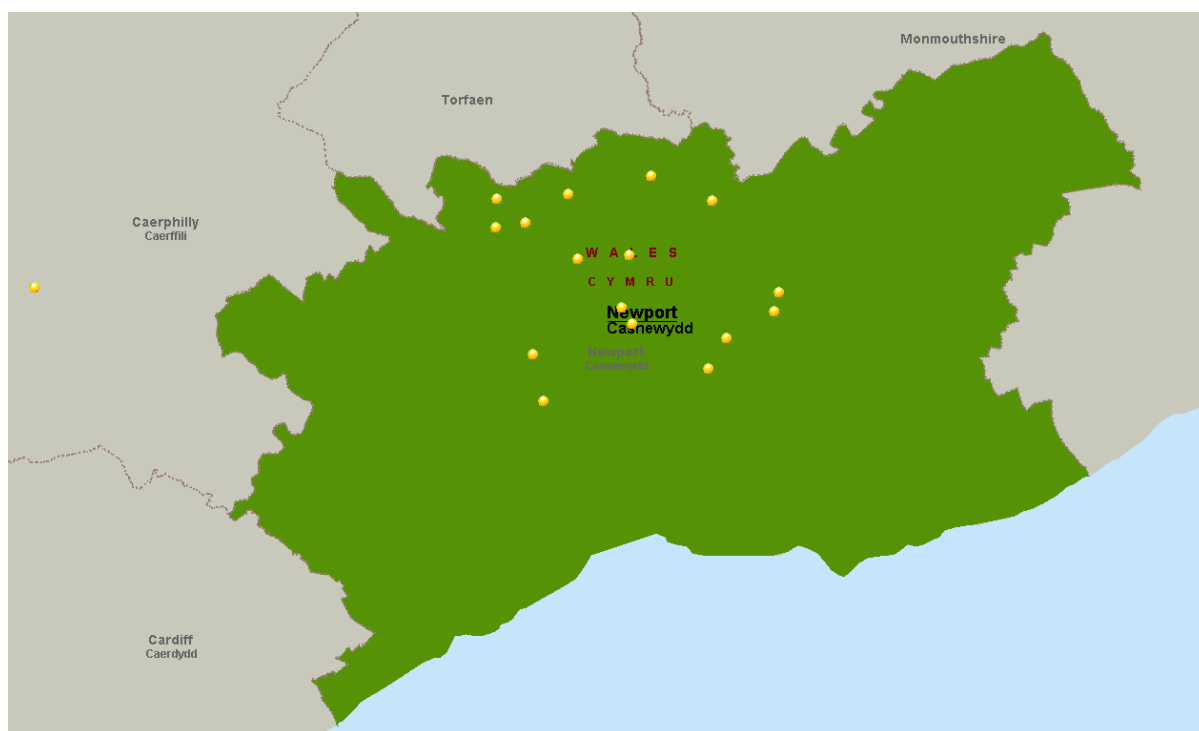 Monmouthshire
Torfaen
Caerphilly
Caerffili
W A L E S
C Y M R U
Newport
Casnewydd
Newport
Casnewydd
Cardiff
Caerdydd